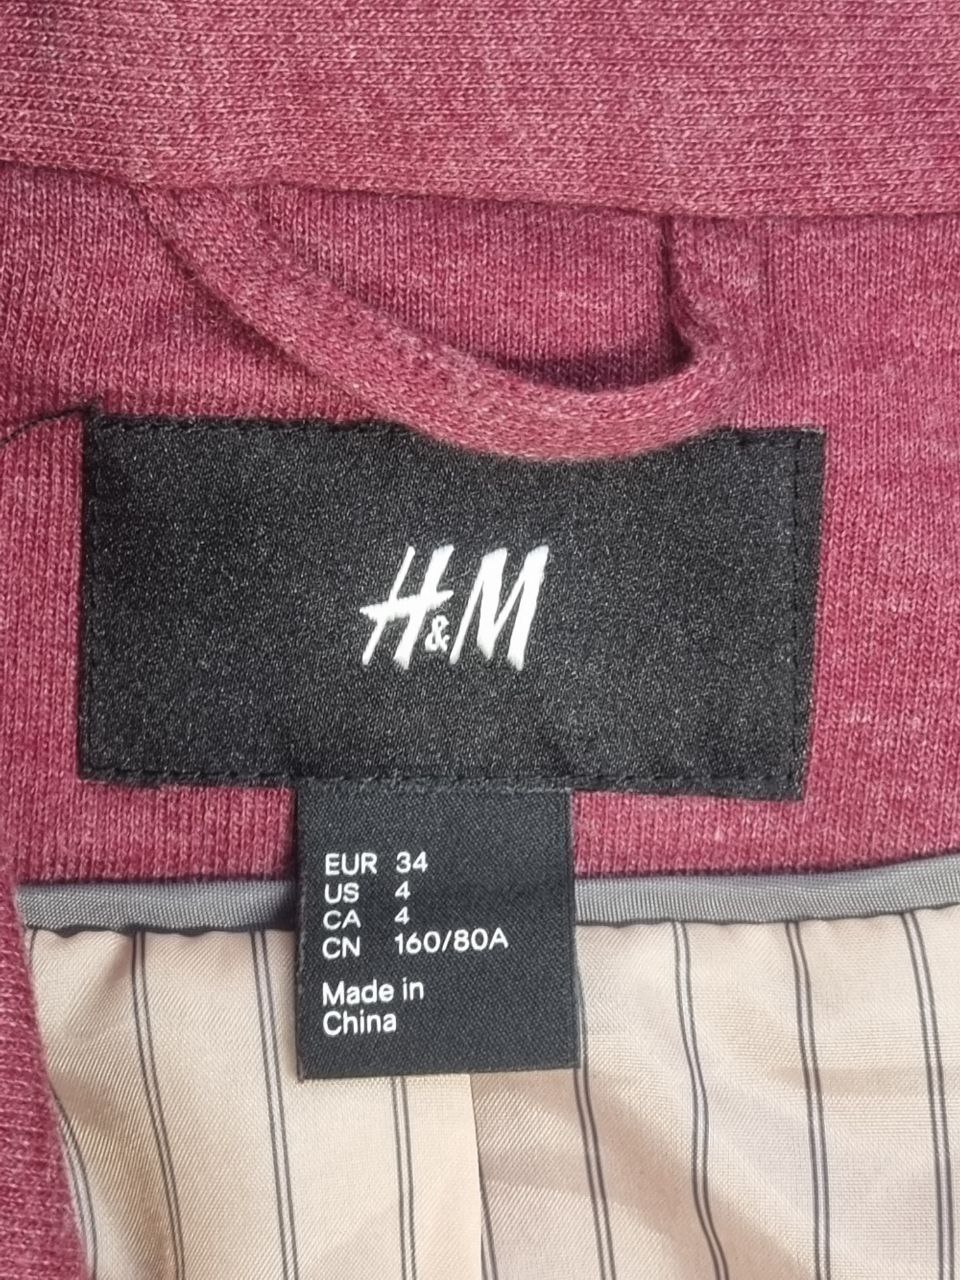 H&M
EUR 34
US 4
CA 4
CN 160/80A
Made in
China